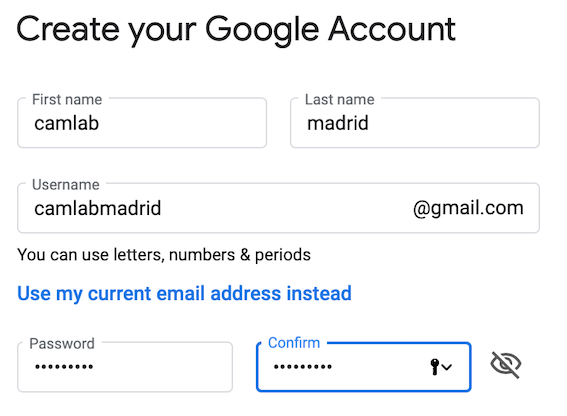 Create your Google Account
First name Last name
camlab madrid
Username
camlabmadrid @gmail.com
You can use letters, numbers & periods
Use my current email address instead
Password Confirm
••••••••• •••••••••